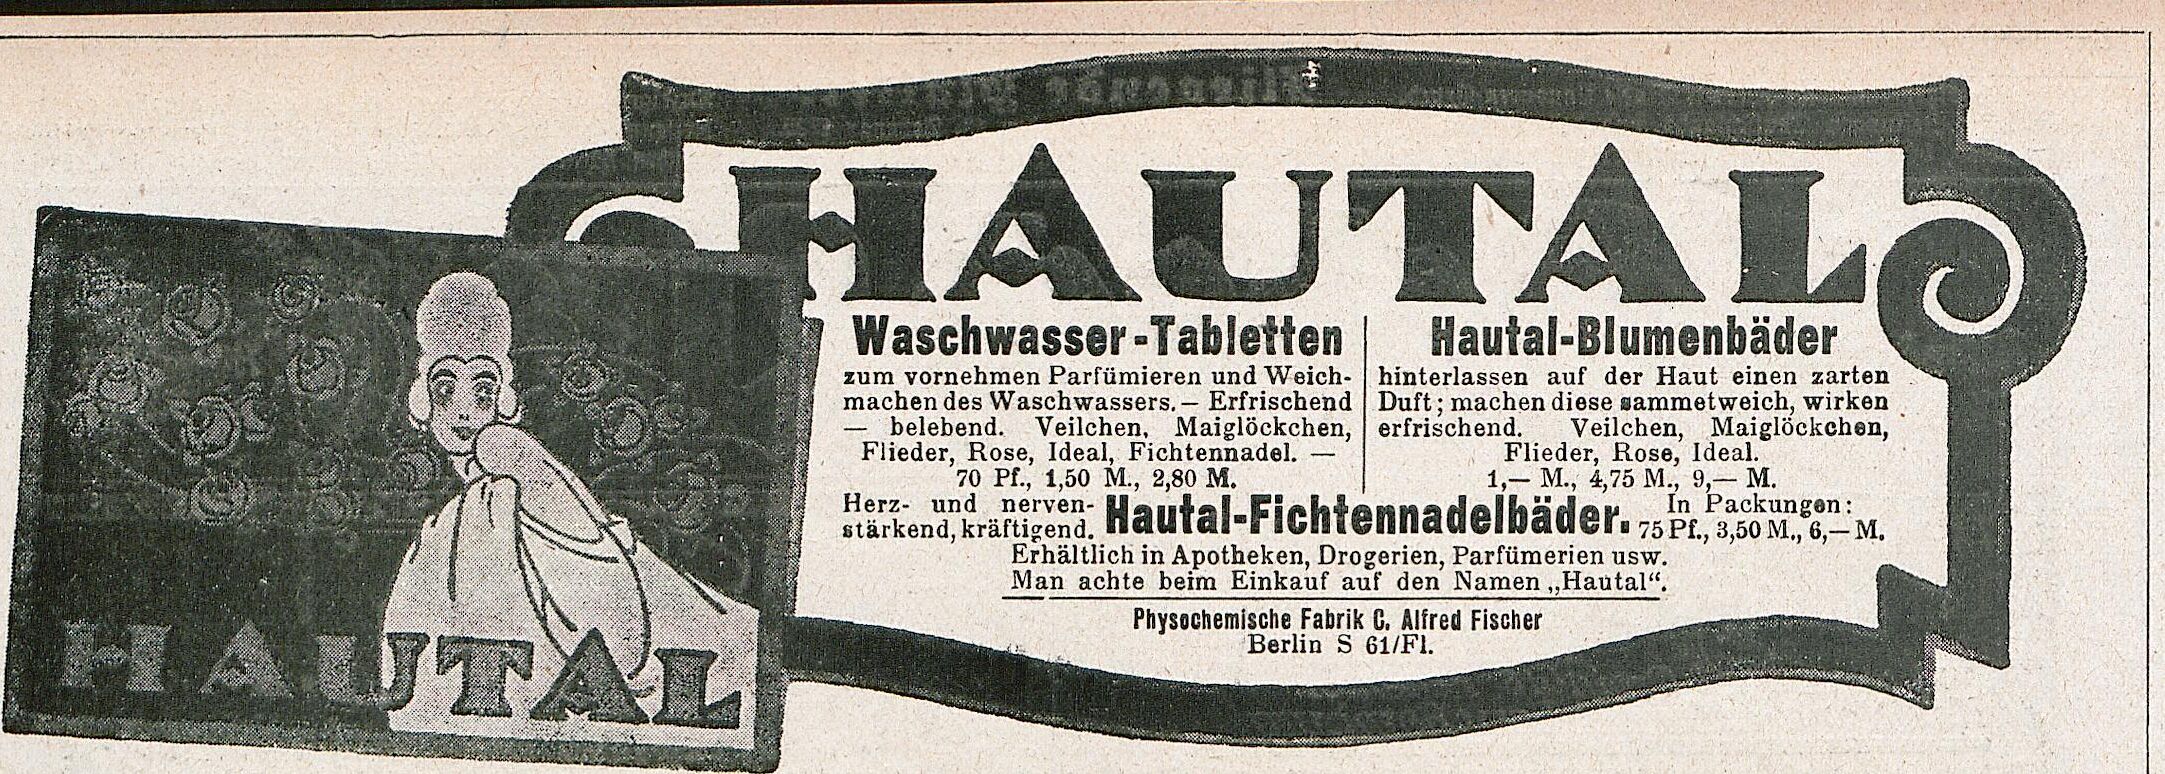 HAUTAL
HAUTAL
Waschwasser-Tabletten
zum vornehmen Parfümieren und Weich-
machen des Waschwassers. — Erfrischend
— belebend. Veilchen, Maiglöckchen,
Flieder, Rose, Ideal, Fichtennadel. —
70 Pf., 1,50 M., 2,80 M.
Hautal-Blumenbäder
hinterlassen auf der Haut einen zarten
Duft; machen diese sammetweich, wirken
erfrischend. Veilchen, Maiglöckchen,
Flieder, Rose, Ideal.
1,— M., 4,75 M., 9,— M.
Herz- und nerven-
stärkend, kräftigend.
Hautal-Fichtennadelbäder.
In Packungen:
75 Pf., 3,50 M., 6,— M.
Erhältlich in Apotheken, Drogerien, Parfümerien usw.
Man achte beim Einkauf auf den Namen „Hautal“.
Physochemische Fabrik C. Alfred Fischer
Berlin S 61/Fl.